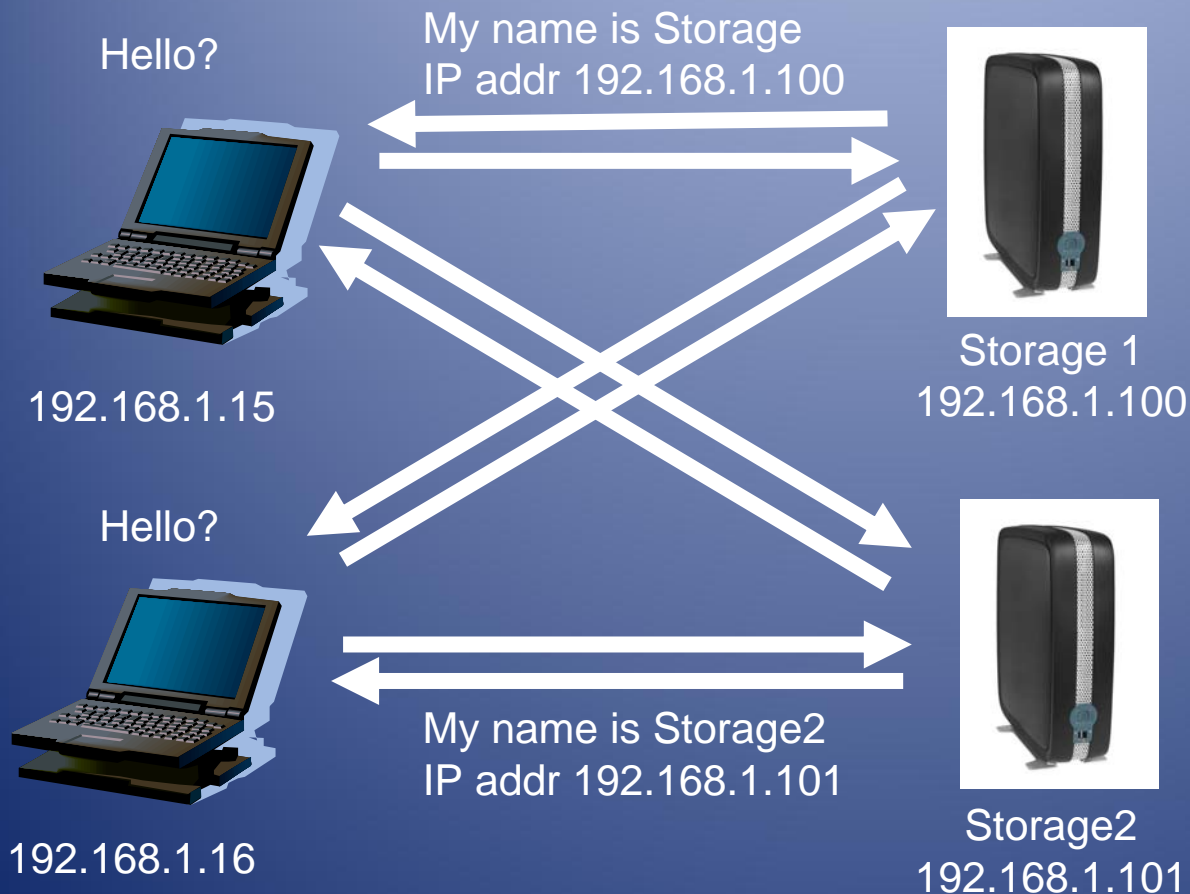 Hello?
My name is Storage
IP addr 192.168.1.100
192.168.1.15
Storage 1
192.168.1.100
Hello?
My name is Storage2
IP addr 192.168.1.101
192.168.1.16
Storage2
192.168.1.101